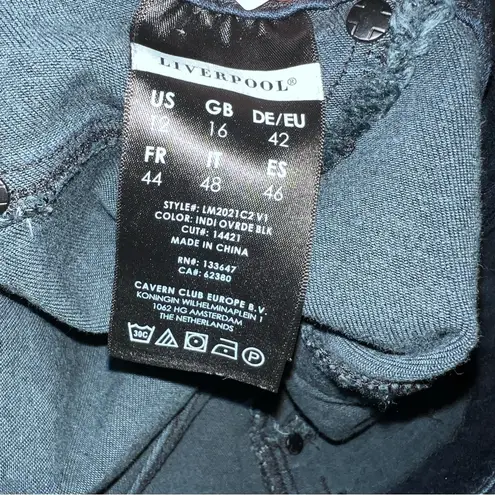 LIVERPOOL®
US GB DE/EU
12 16 42
FR IT ES
44 48 46
STYLE#: LM2021C2 V1
COLOR: INDI OVRDE BLK
CUT#: 14421
MADE IN CHINA
RN#: 133647
CA#: 62380
CAVERN CLUB EUROPE B.V.
KONINGIN WILHELMINAPLEIN 1
1062 HG AMSTERDAM
THE NETHERLANDS
30C P